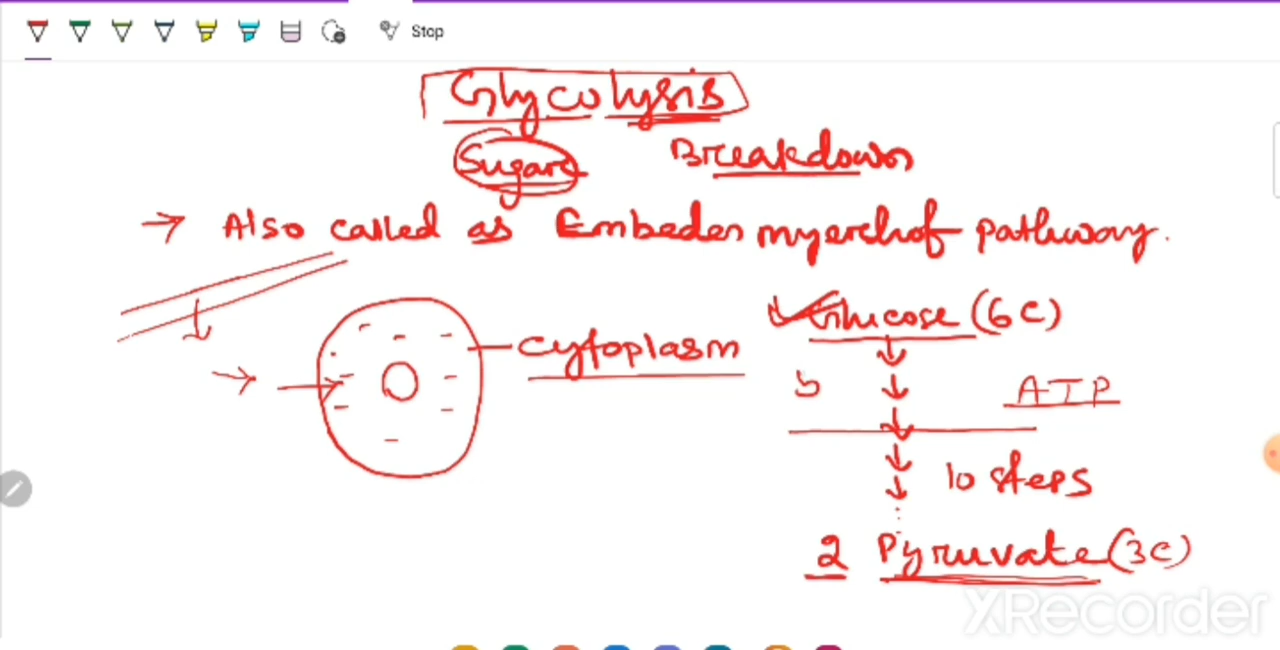 Stop
Glycolysis
Sugar Breakdown
→ Also called as Embeden myerchof pathway.
Glucose (6C)
cytoplasm
5 ATP
10 steps
2 Pyruvate (3C)
XRecorder